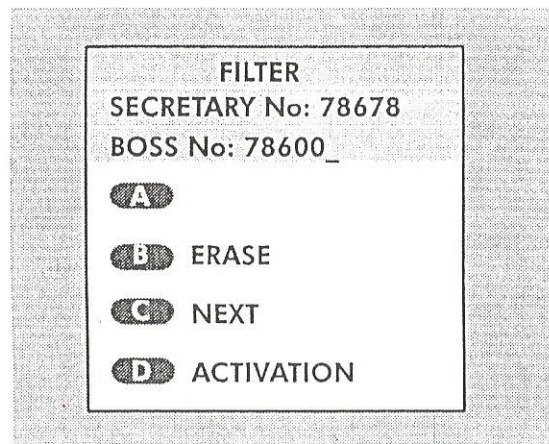 FILTER
SECRETARY No: 78678
BOSS No: 78600_
A
B ERASE
C NEXT
D ACTIVATION